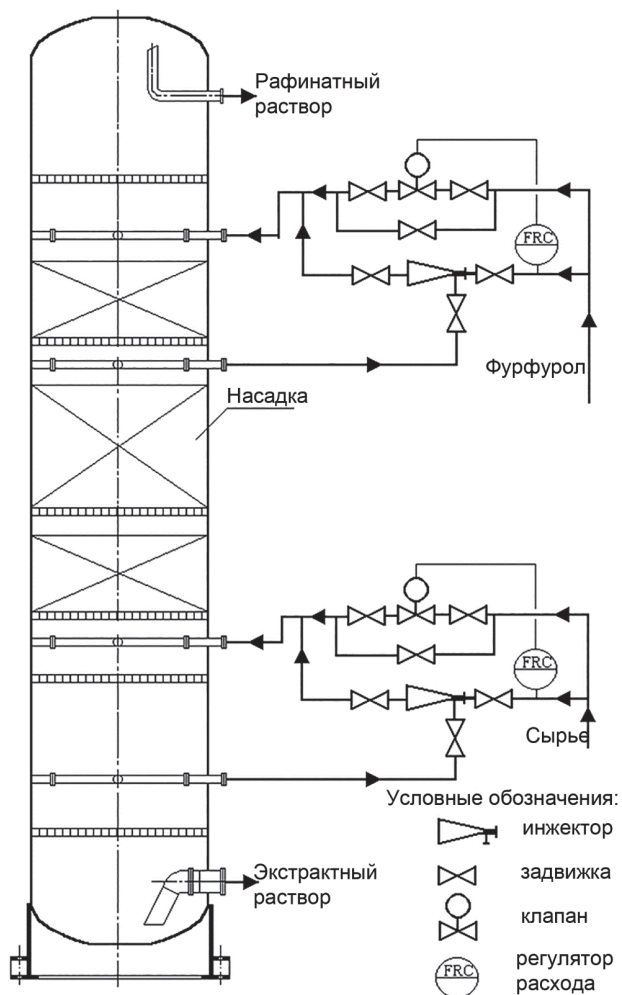 Рафинатный
раствор
FRC
Фурфурол
Насадка
FRC
Сырье
Условные обозначения:
инжектор
задвижка
Экстрактный
раствор
клапан
FRC
регулятор
расхода